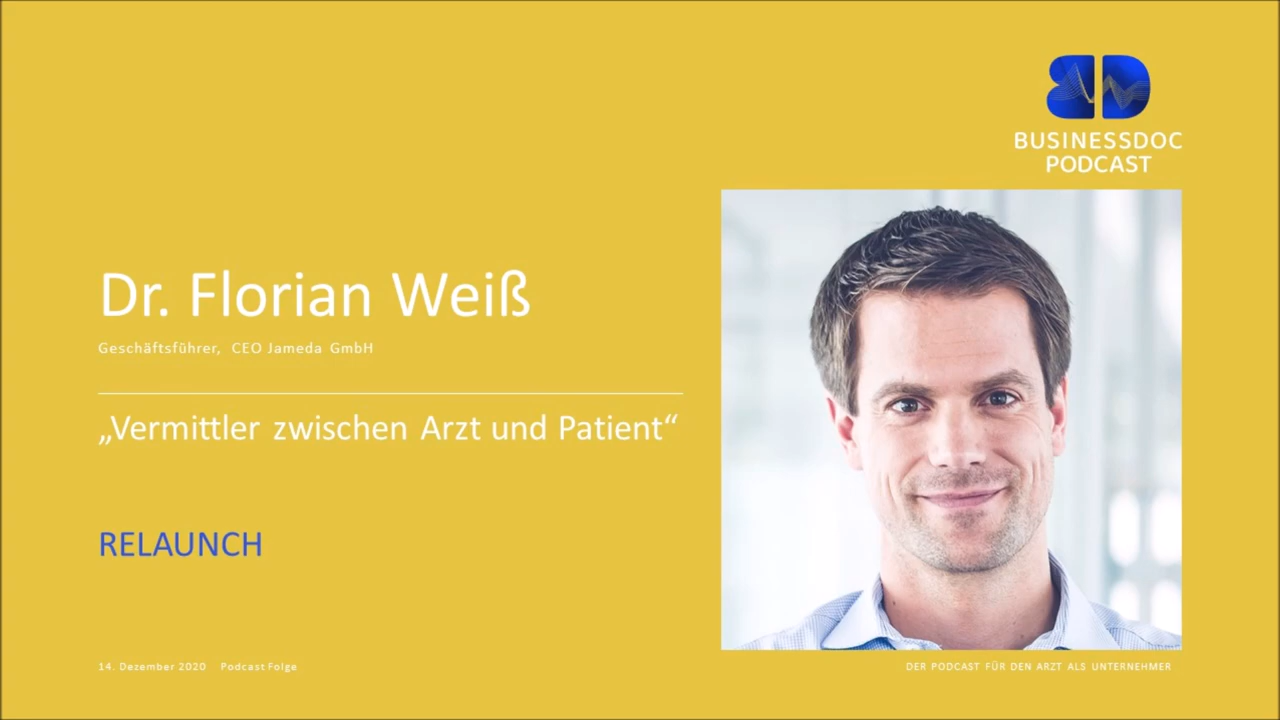 BUSINESSDOC
PODCAST
Dr. Florian Weiß
Geschäftsführer, CEO Jameda GmbH
„Vermittler zwischen Arzt und Patient“
RELAUNCH
14. Dezember 2020 Podcast Folge
DER PODCAST FÜR DEN ARZT ALS UNTERNEHMER